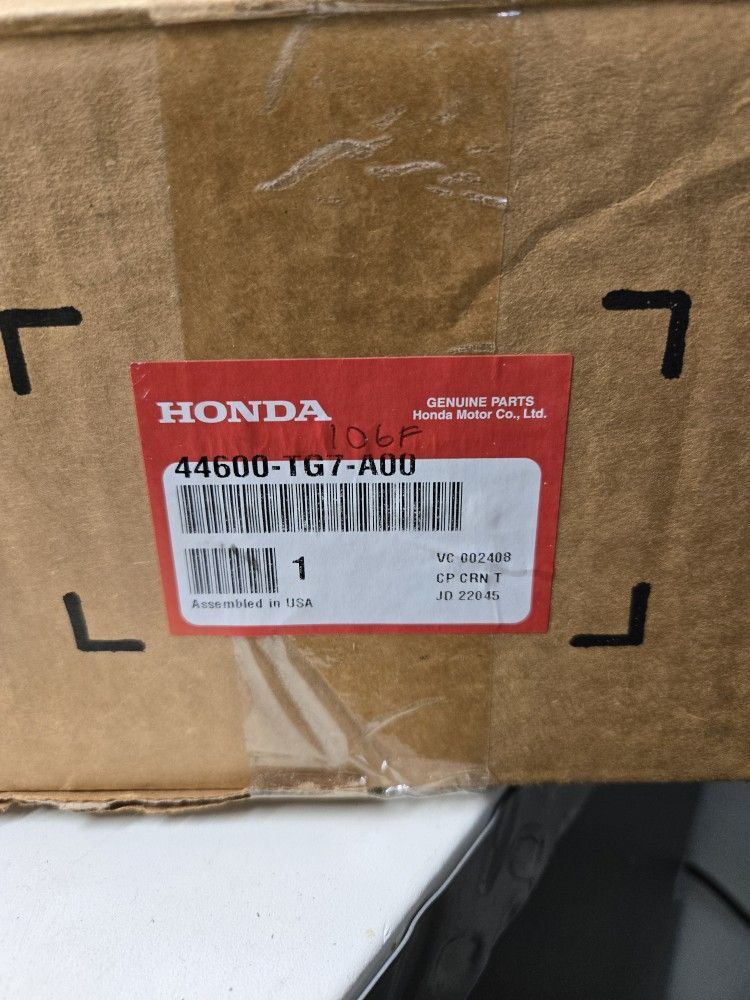 HONDA
GENUINE PARTS
Honda Motor Co., Ltd.
106F
44600-TG7-A00
1
VC 002408
CP CRN T
JD 22045
Assembled in USA